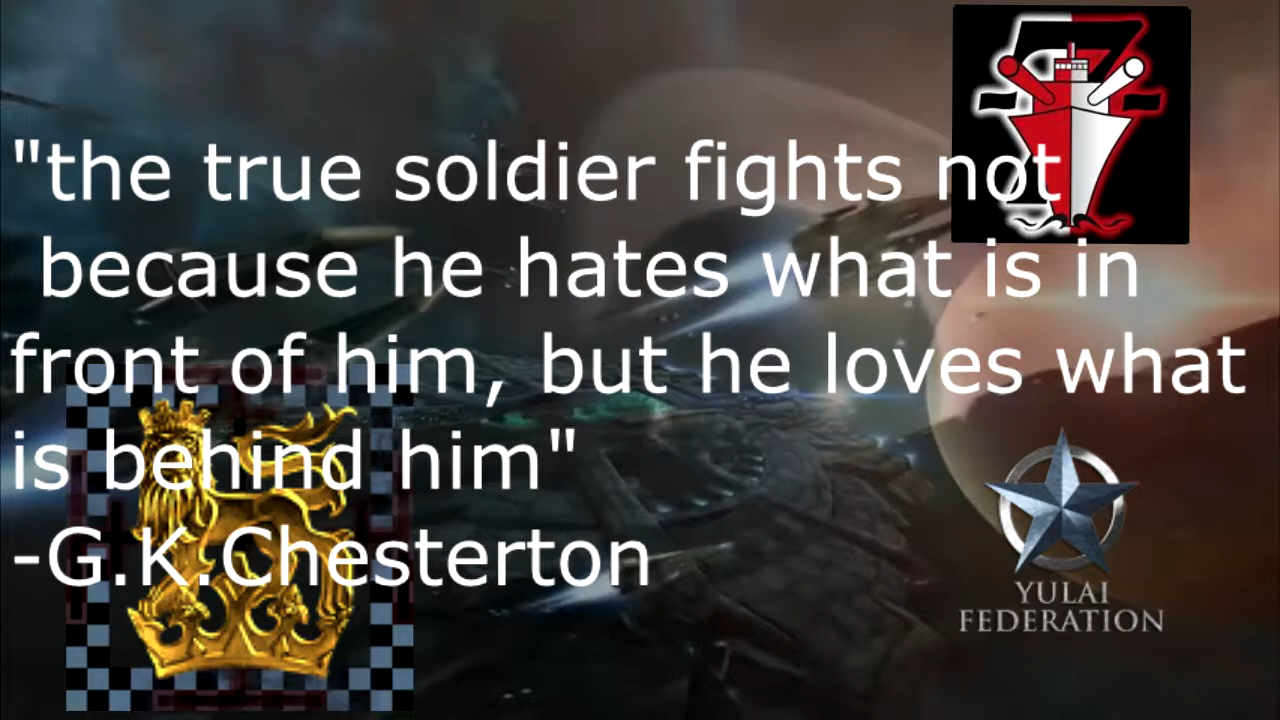 "the true soldier fights not
because he hates what is in
front of him, but he loves what
is behind him"
-G.K.Chesterton
YULAI
FEDERATION